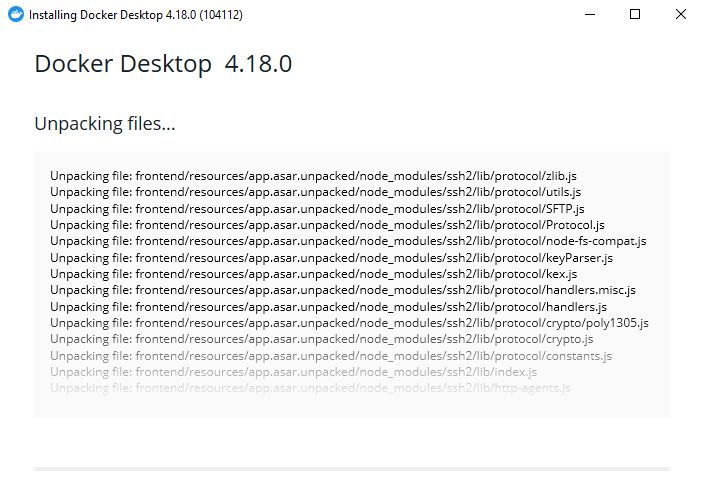 Installing Docker Desktop 4.18.0 (104112)
Docker Desktop 4.18.0
Unpacking files...
Unpacking file: frontend/resources/app.asar.unpacked/node_modules/ssh2/lib/protocol/zlib.js
Unpacking file: frontend/resources/app.asar.unpacked/node_modules/ssh2/lib/protocol/utils.js
Unpacking file: frontend/resources/app.asar.unpacked/node_modules/ssh2/lib/protocol/SFTP.js
Unpacking file: frontend/resources/app.asar.unpacked/node_modules/ssh2/lib/protocol/Protocol.js
Unpacking file: frontend/resources/app.asar.unpacked/node_modules/ssh2/lib/protocol/node-fs-compat.js
Unpacking file: frontend/resources/app.asar.unpacked/node_modules/ssh2/lib/protocol/keyParser.js
Unpacking file: frontend/resources/app.asar.unpacked/node_modules/ssh2/lib/protocol/kex.js
Unpacking file: frontend/resources/app.asar.unpacked/node_modules/ssh2/lib/protocol/handlers.misc.js
Unpacking file: frontend/resources/app.asar.unpacked/node_modules/ssh2/lib/protocol/handlers.js
Unpacking file: frontend/resources/app.asar.unpacked/node_modules/ssh2/lib/protocol/crypto/poly1305.js
Unpacking file: frontend/resources/app.asar.unpacked/node_modules/ssh2/lib/protocol/crypto.js
Unpacking file: frontend/resources/app.asar.unpacked/node_modules/ssh2/lib/protocol/constants.js
Unpacking file: frontend/resources/app.asar.unpacked/node_modules/ssh2/lib/index.js
Unpacking file: frontend/resources/app.asar.unpacked/node_modules/ssh2/lib/http-agents.js